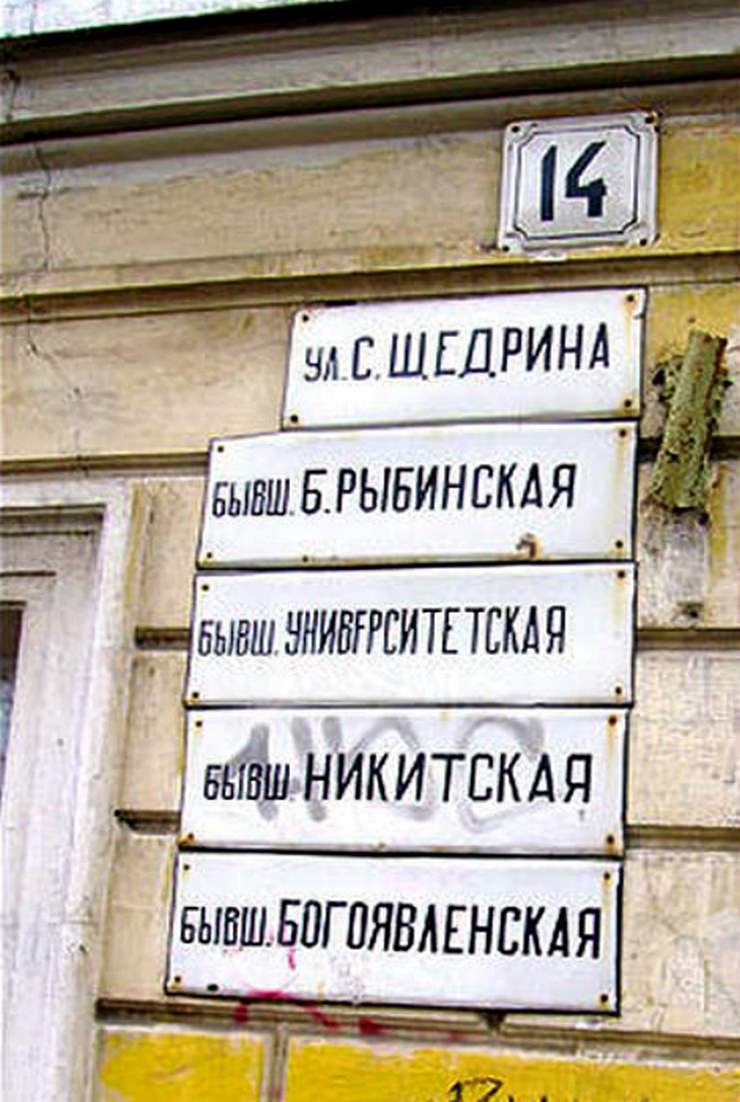 14
УЛ. С. ЩЕДРИНА
БЫВШ. Б. РЫБИНСКАЯ
БЫВШ. УНИВЕРСИТЕТСКАЯ
БЫВШ. НИКИТСКАЯ
БЫВШ. БОГОЯВЛЕНСКАЯ